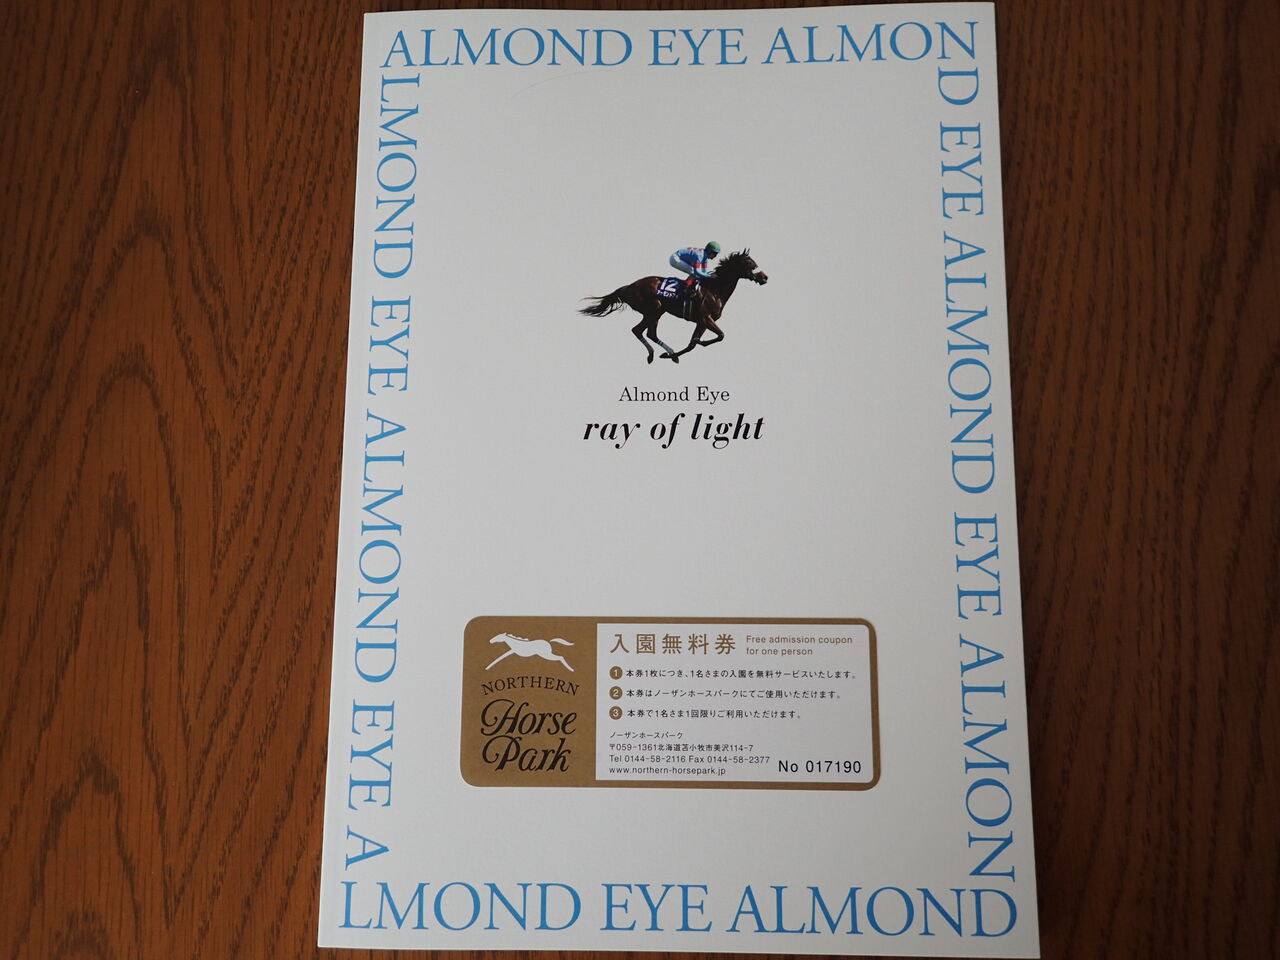 ALMOND EYE ALMON
D EYE ALMOND EYE ALMON
LMOND EYE ALMOND EYE A
LMOND EYE ALMOND
12
Almond Eye
ray of light
NORTHERN
Horse
Park
入園無料券
Free admission coupon
for one person
1 本券1枚につき、1名さまの入園を無料サービスいたします。
2 本券はノーザンホースパークにてご使用いただけます。
3 本券で1名さま1回限りご利用いただけます。
ノーザンホースパーク
〒059-1361北海道苫小牧市美沢114-7
Tel 0144-58-2116 Fax 0144-58-2377
www.northern-horsepark.jp
No 017190